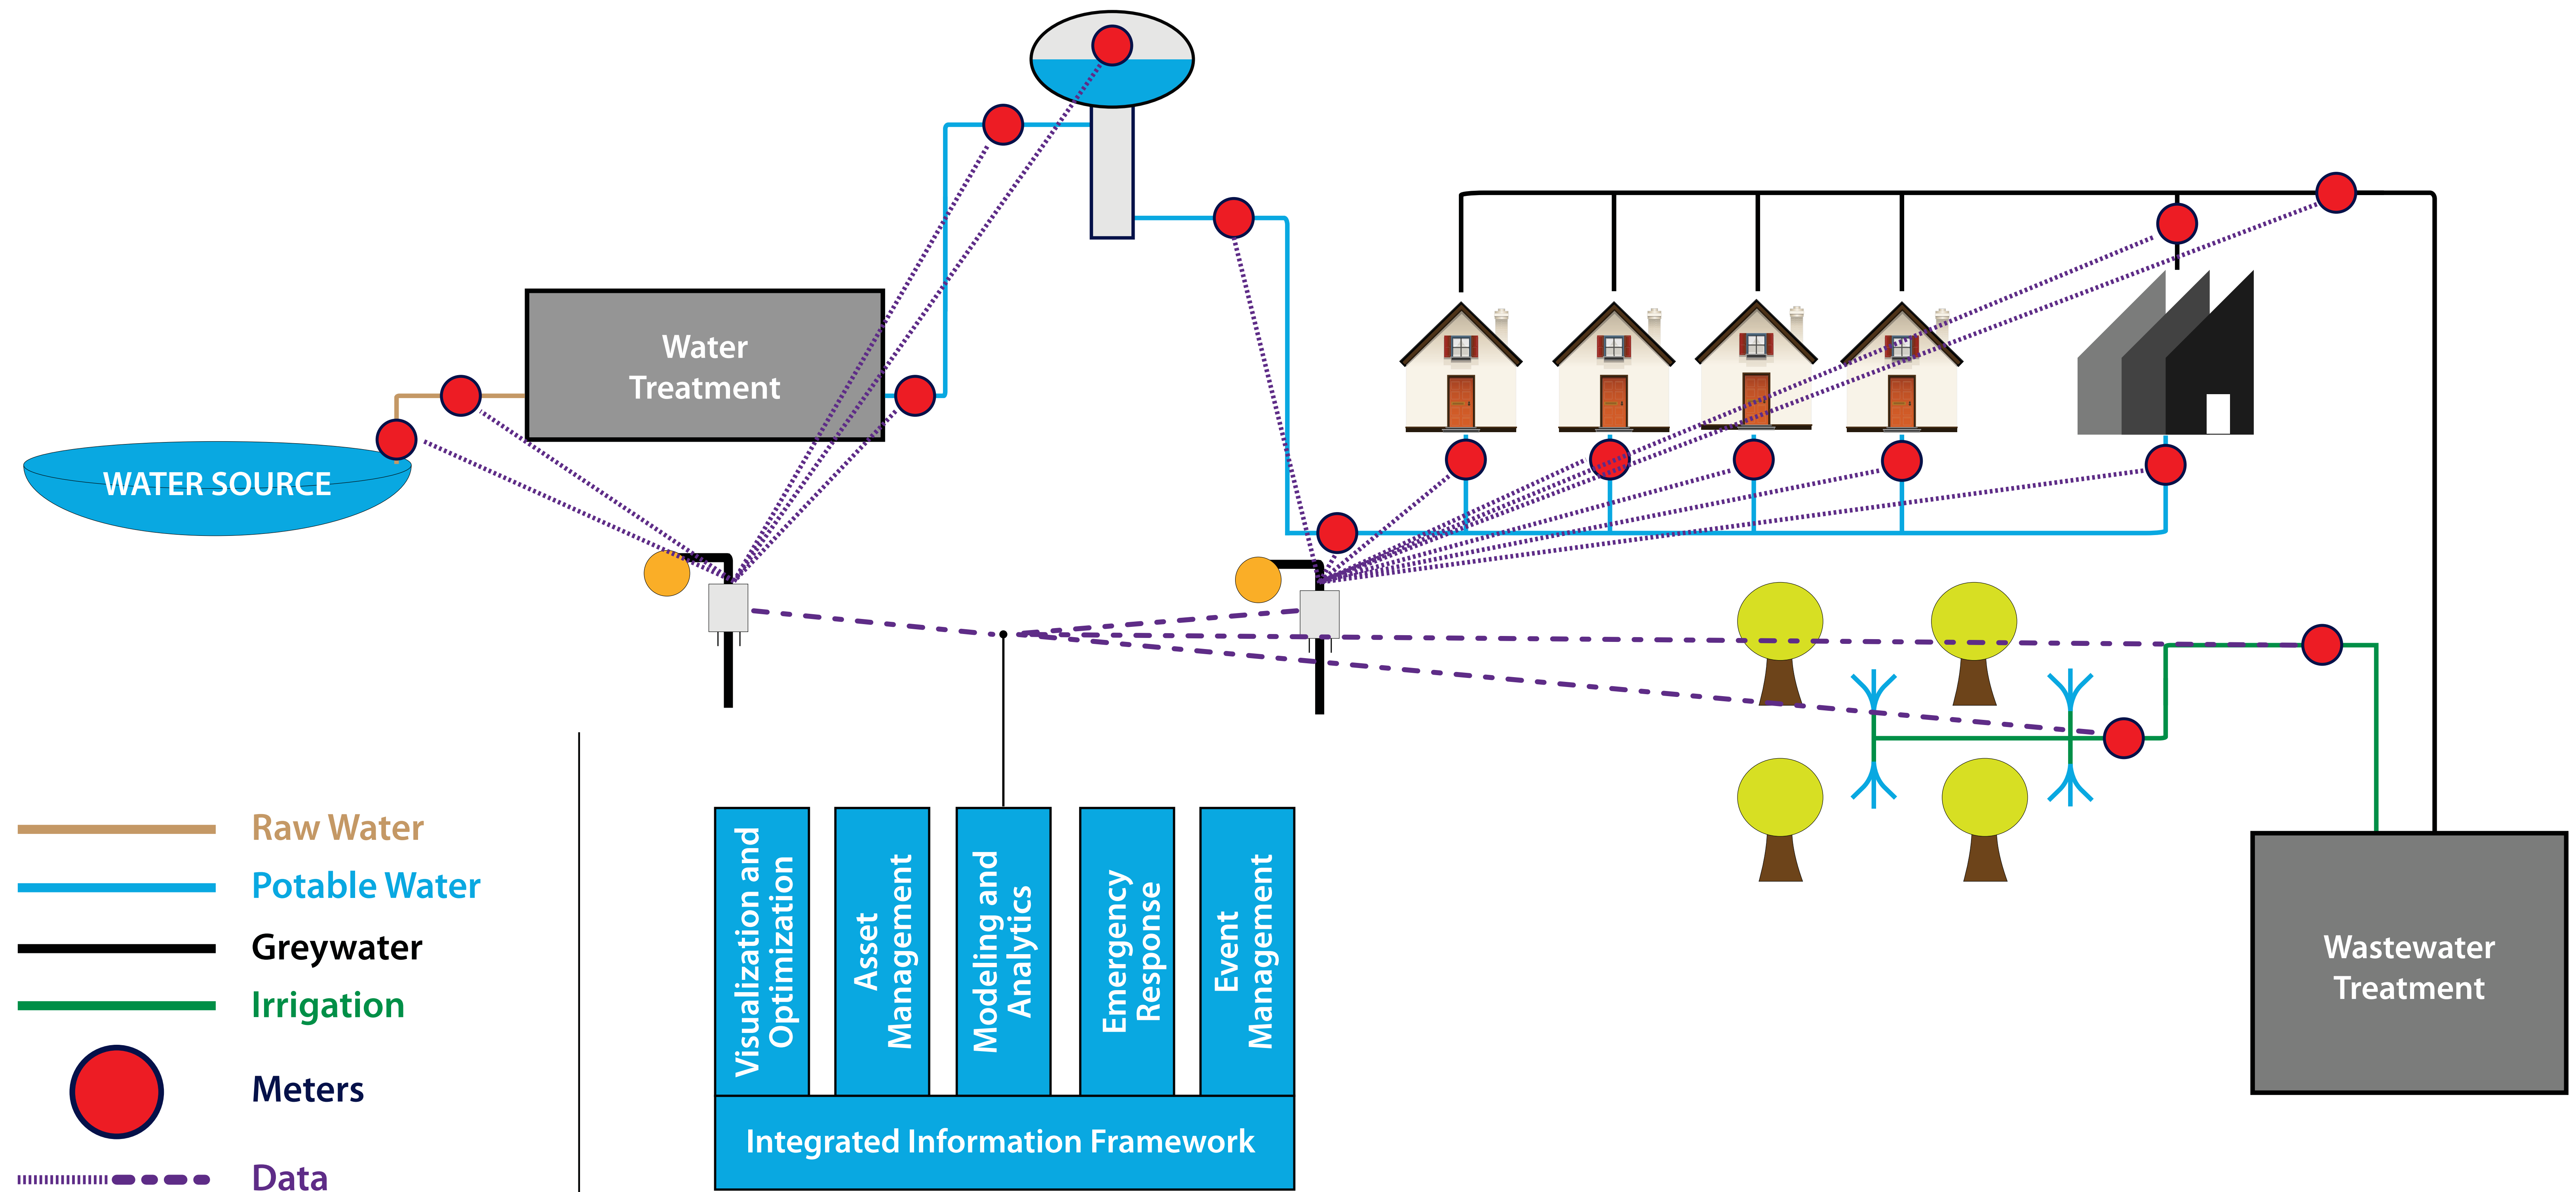 Water
Treatment
WATER SOURCE
Raw Water
Potable Water
Greywater
Irrigation
Meters
Data
Visualization and
Optimization
Asset
Management
Modeling and
Analytics
Emergency
Response
Event
Management
Integrated Information Framework
Wastewater
Treatment